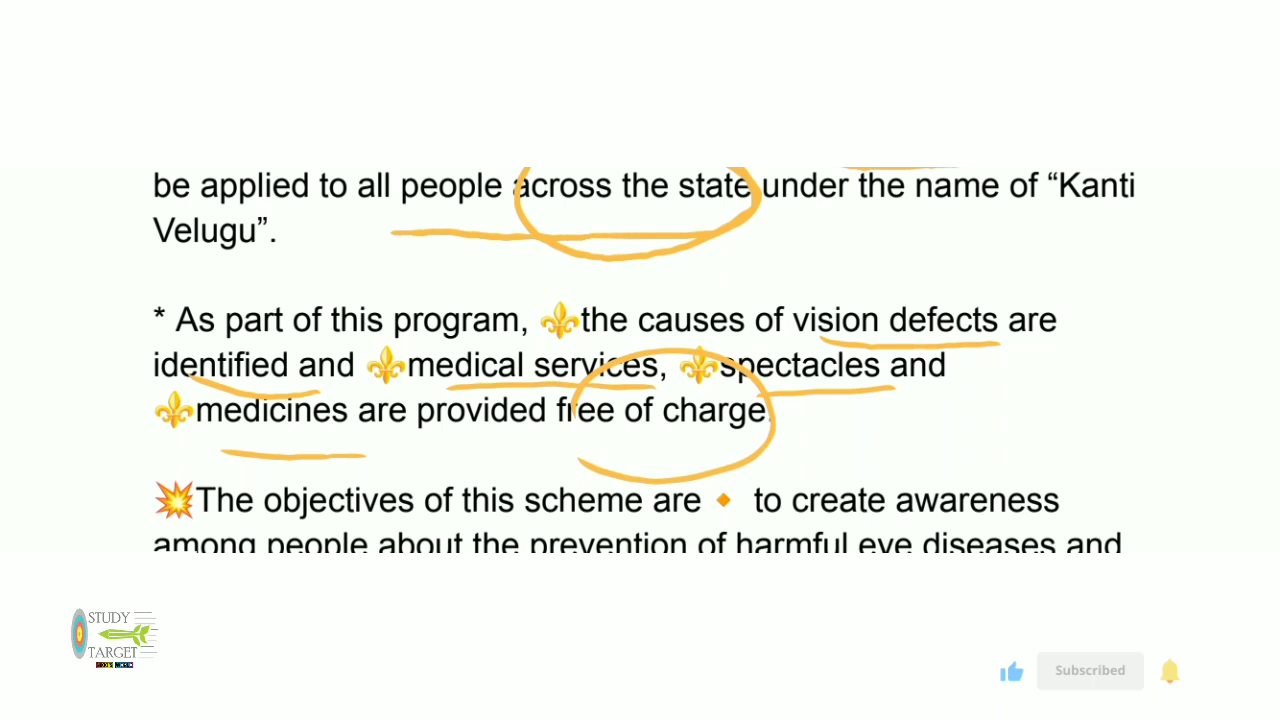 be applied to all people across the state under the name of “Kanti
Velugu”.
* As part of this program, ⚜️the causes of vision defects are
identified and ⚜️medical services, ⚜️spectacles and
⚜️medicines are provided free of charge.
💥The objectives of this scheme are🔸 to create awareness
among people about the prevention of harmful eye diseases and
STUDY
TARGET
Subscribed